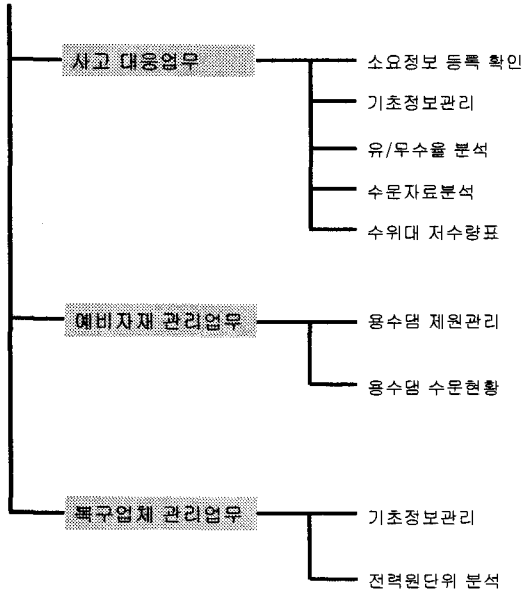 사고 대응업무
소요정보 등록 확인
기초정보관리
유/무수율 분석
수문자료분석
수위대 저수량표
예비자재 관리업무
용수댐 제원관리
용수댐 수문현황
복구업체 관리업무
기초정보관리
전력원단위 분석